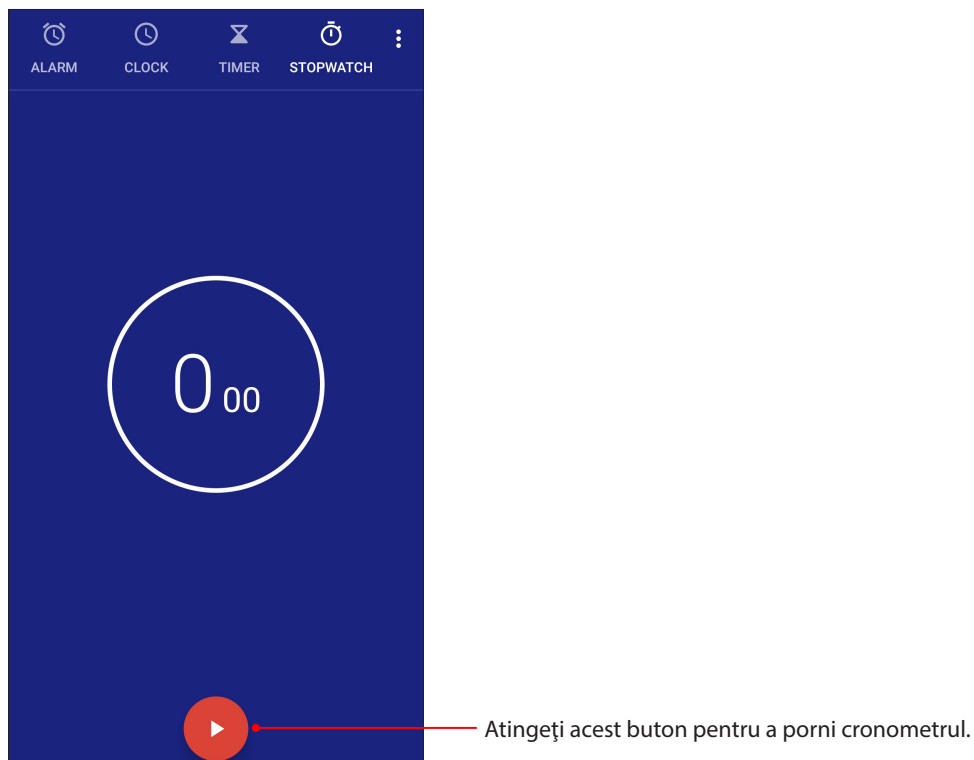 ALARM CLOCK TIMER STOPWATCH
0 00
Atingeţi acest buton pentru a porni cronometrul.